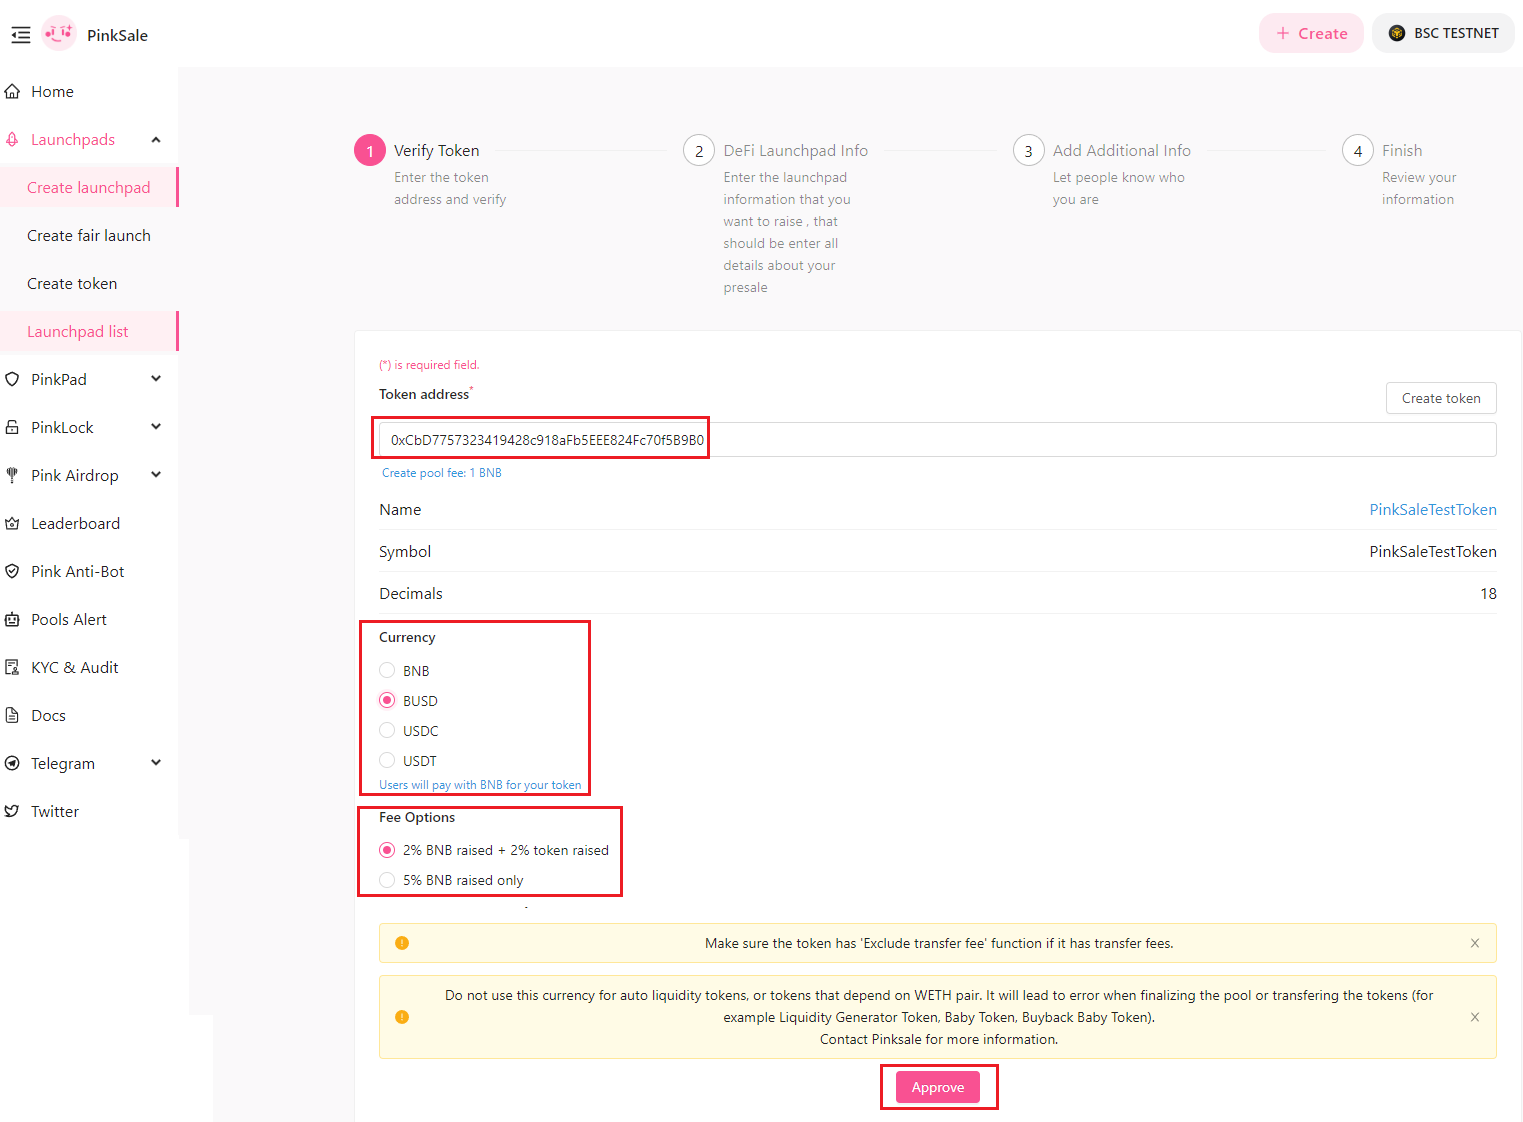 PinkSale
+ Create
BSC TESTNET
Home
Launchpads
Create launchpad
Create fair launch
Create token
Launchpad list
PinkPad
PinkLock
Pink Airdrop
Leaderboard
Pink Anti-Bot
Pools Alert
KYC & Audit
Docs
Telegram
Twitter
1 Verify Token
Enter the token
address and verify
2 DeFi Launchpad Info
Enter the launchpad
information that you
want to raise , that
should be enter all
details about your
presale
3 Add Additional Info
Let people know who
you are
4 Finish
Review your
information
(*) is required field.
Token address*
Create token
0xCbD7757323419428c918aFb5EEE824Fc70f5B9B0
Create pool fee: 1 BNB
Name PinkSaleTestToken
Symbol PinkSaleTestToken
Decimals 18
Currency
BNB
BUSD
USDC
USDT
Users will pay with BNB for your token
Fee Options
2% BNB raised + 2% token raised
5% BNB raised only
Make sure the token has 'Exclude transfer fee' function if it has transfer fees.
Do not use this currency for auto liquidity tokens, or tokens that depend on WETH pair. It will lead to error when finalizing the pool or transfering the tokens (for
example Liquidity Generator Token, Baby Token, Buyback Baby Token).
Contact Pinksale for more information.
Approve